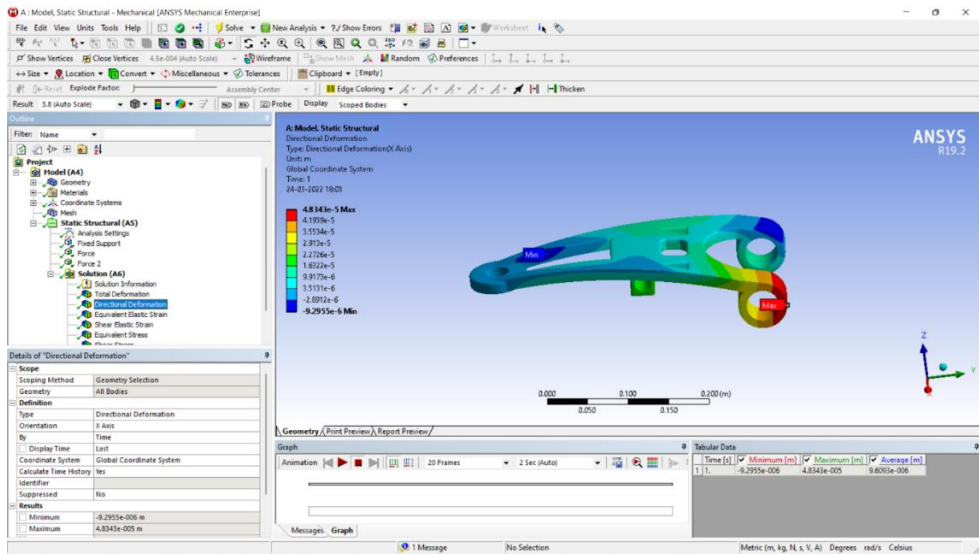 A : Model, Static Structural - Mechanical [ANSYS Mechanical Enterprise]
File Edit View Units Tools Help Solve New Analysis ?/ Show Errors Worksheet
Show Vertices Close Vertices 4.5e-004 (Auto Scale) Wireframe Show Mesh Random Preferences
Size Location Convert Miscellaneous Tolerances Clipboard [Empty]
Reset Explode Factor: Assembly Center Edge Coloring Thicken
Result 3.8 (Auto Scale) Probe Display Scoped Bodies
Outline
Filter: Name
Project
Model (A4)
Geometry
Materials
Coordinate Systems
Mesh
Static Structural (A5)
Analysis Settings
Fixed Support
Force
Force 2
Solution (A6)
Solution Information
Total Deformation
Directional Deformation
Equivalent Elastic Strain
Shear Elastic Strain
Equivalent Stress
Details of "Directional Deformation"
Scope
Scoping Method Geometry Selection
Geometry All Bodies
Definition
Type Directional Deformation
Orientation X Axis
By Time
Display Time Last
Coordinate System Global Coordinate System
Calculate Time History Yes
Identifier
Suppressed No
Results
Minimum -9.2955e-006 m
Maximum 4.8343e-005 m
A: Model, Static Structural
Directional Deformation
Type: Directional Deformation(X Axis)
Unit: m
Global Coordinate System
Time: 1
24-01-2022 18:01
4.8343e-5 Max
4.1939e-5
3.5534e-5
2.913e-5
2.2726e-5
1.6322e-5
9.9173e-6
3.5131e-6
-2.8912e-6
-9.2955e-6 Min
ANSYS
R19.2
Min
Max
0.000 0.100 0.200 (m)
0.050 0.150
Z
Y
X
Geometry Print Preview Report Preview
Graph
Animation 20 Frames 2 Sec (Auto)
Messages Graph
Tabular Data
Time [s] Minimum [m] Maximum [m] Average [m]
1 1. -9.2955e-006 4.8343e-005 9.6093e-006
1 Message No Selection Metric (m, kg, N, s, V, A) Degrees rad/s Celsius